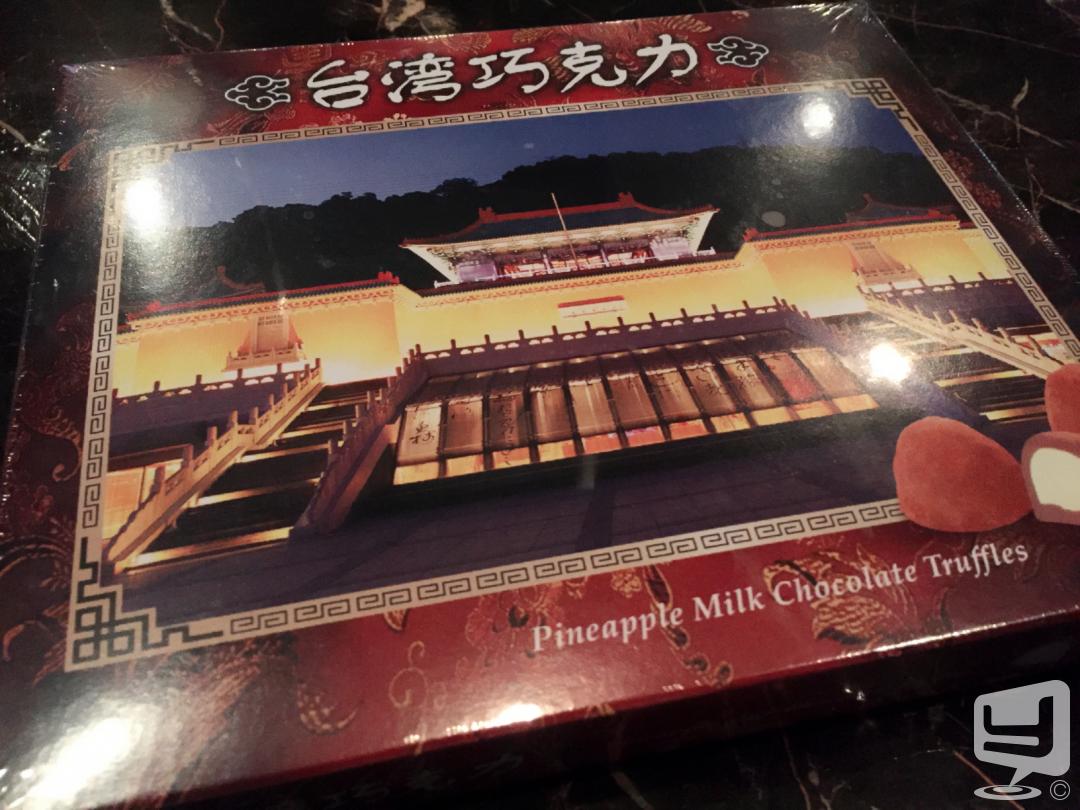 台湾巧克力
Pineapple Milk Chocolate Truffles